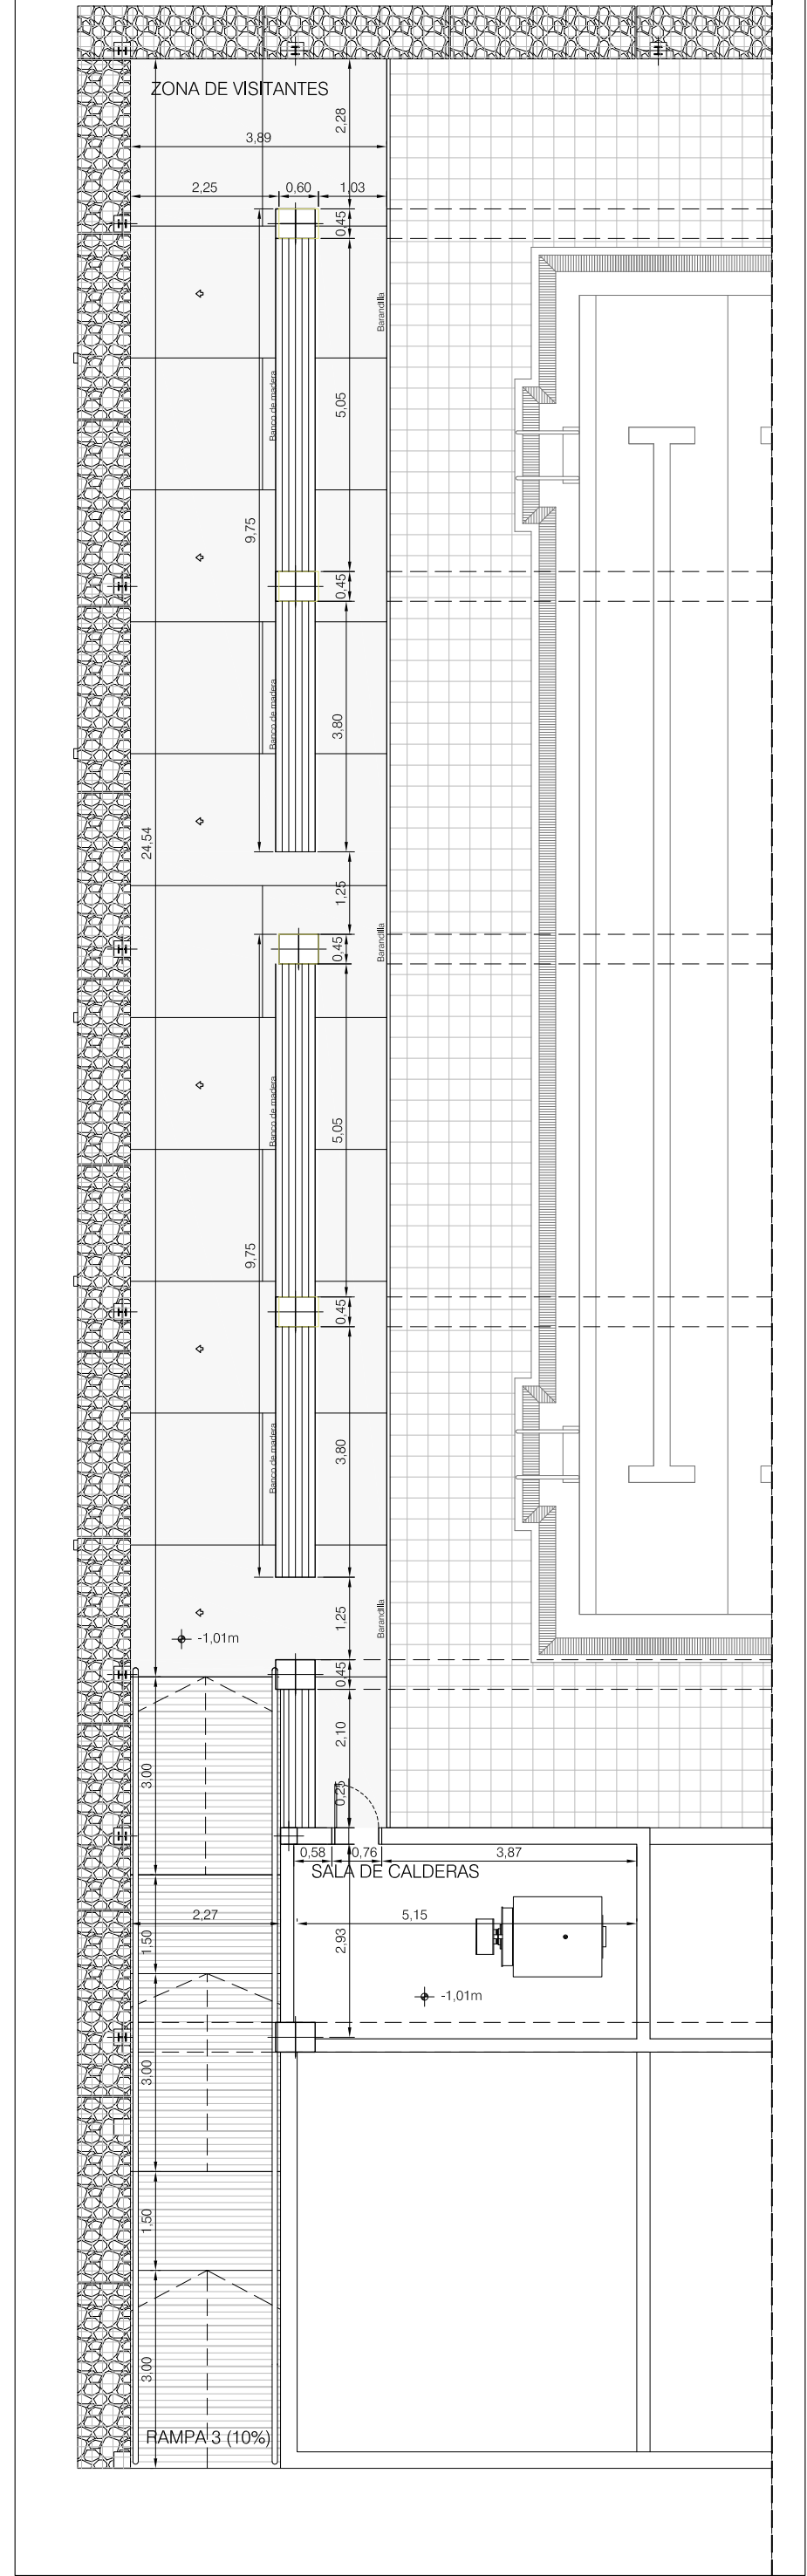 ZONA DE VISITANTES
2,28
3,89
2,25
0,60
1,03
0,45
Barandilla
Banco de madera
5,05
9,75
0,45
Banco de madera
3,80
24,54
1,25
Barandilla
0,45
Banco de madera
5,05
9,75
0,45
Banco de madera
3,80
1,25
Barandilla
-1,01m
0,45
2,10
3,00
0,25
0,58
0,76
3,87
SALA DE CALDERAS
2,27
5,15
2,93
1,50
-1,01m
3,00
1,50
3,00
RAMPA 3 (10%)